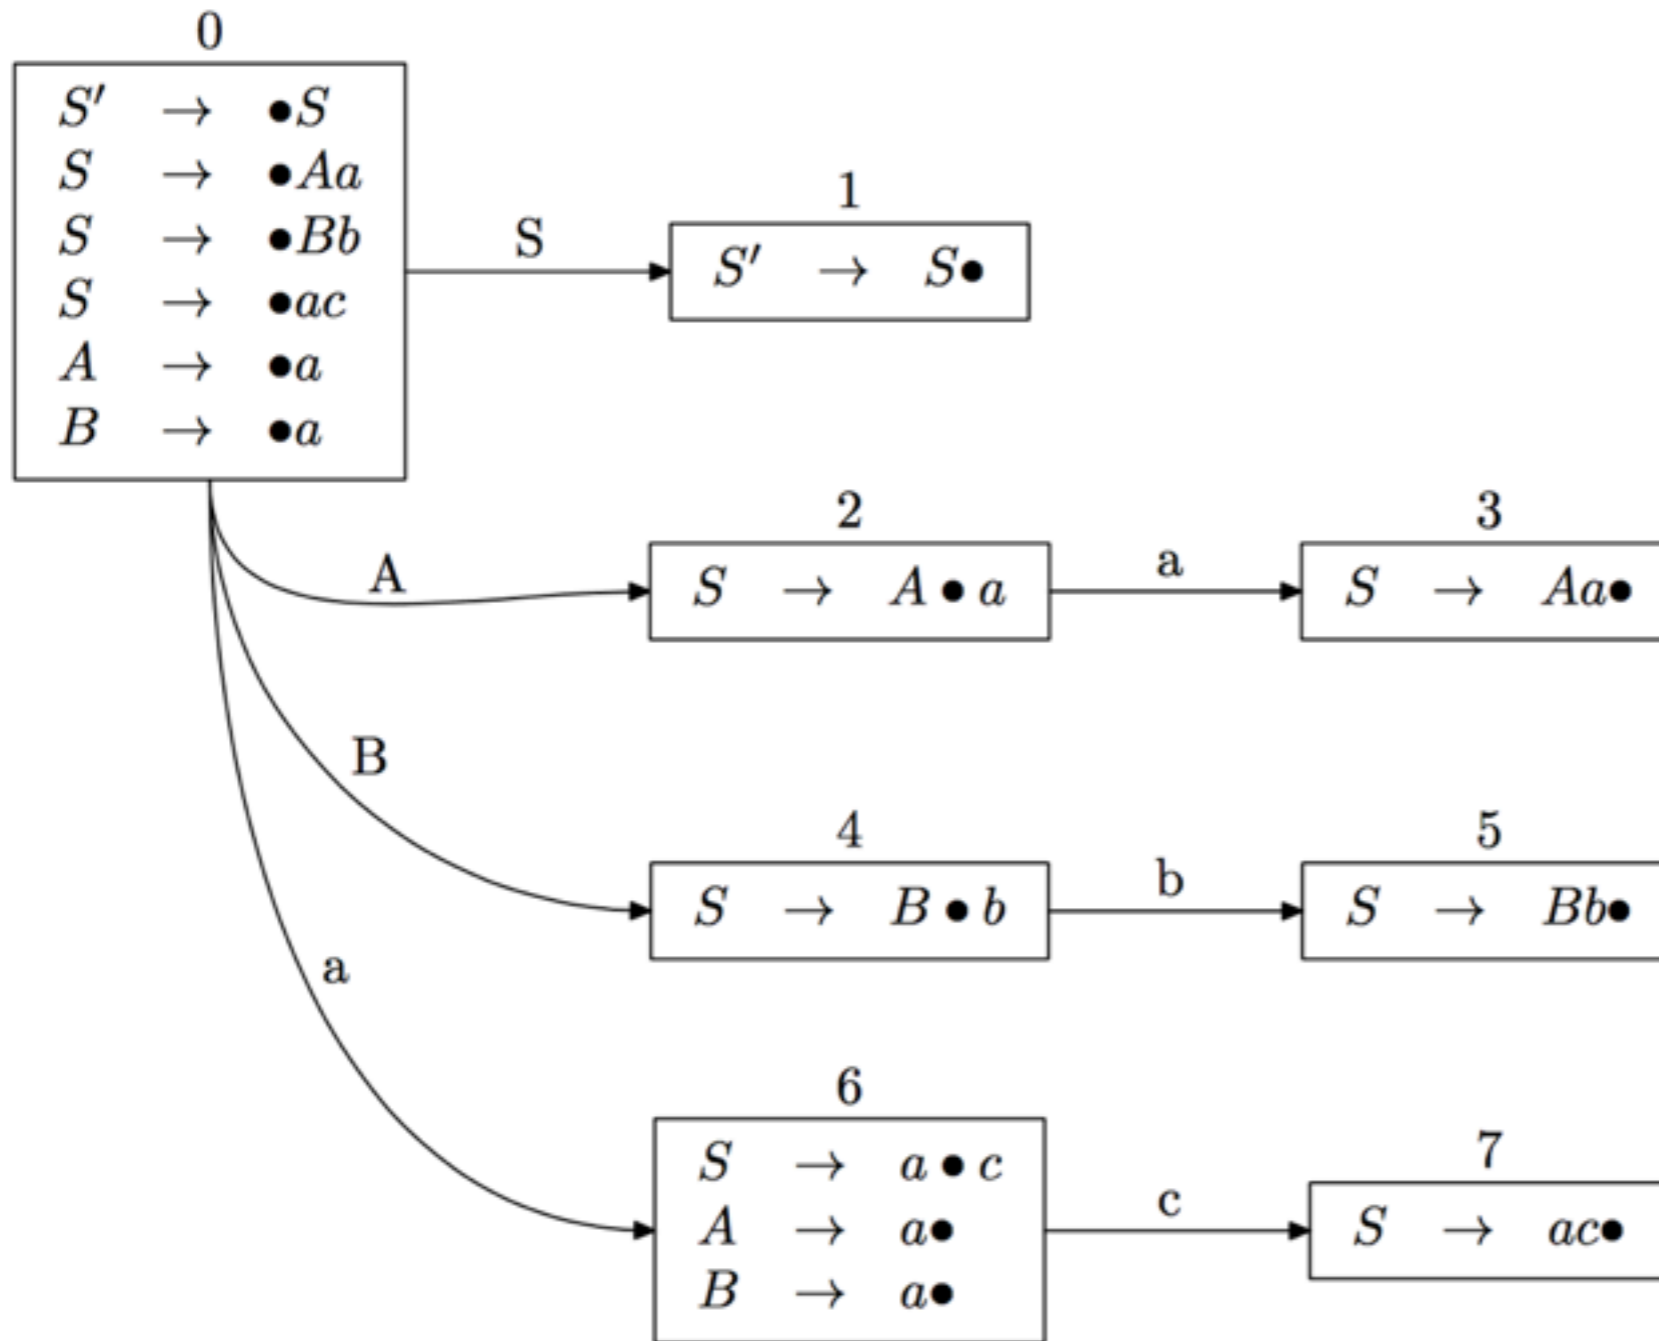 0
S′ → •S
S → •Aa
S → •Bb
S → •ac
A → •a
B → •a
S
1
S′ → S•
A
2
S → A • a
a
3
S → Aa•
B
4
S → B • b
b
5
S → Bb•
a
6
S → a • c
A → a•
B → a•
c
7
S → ac•